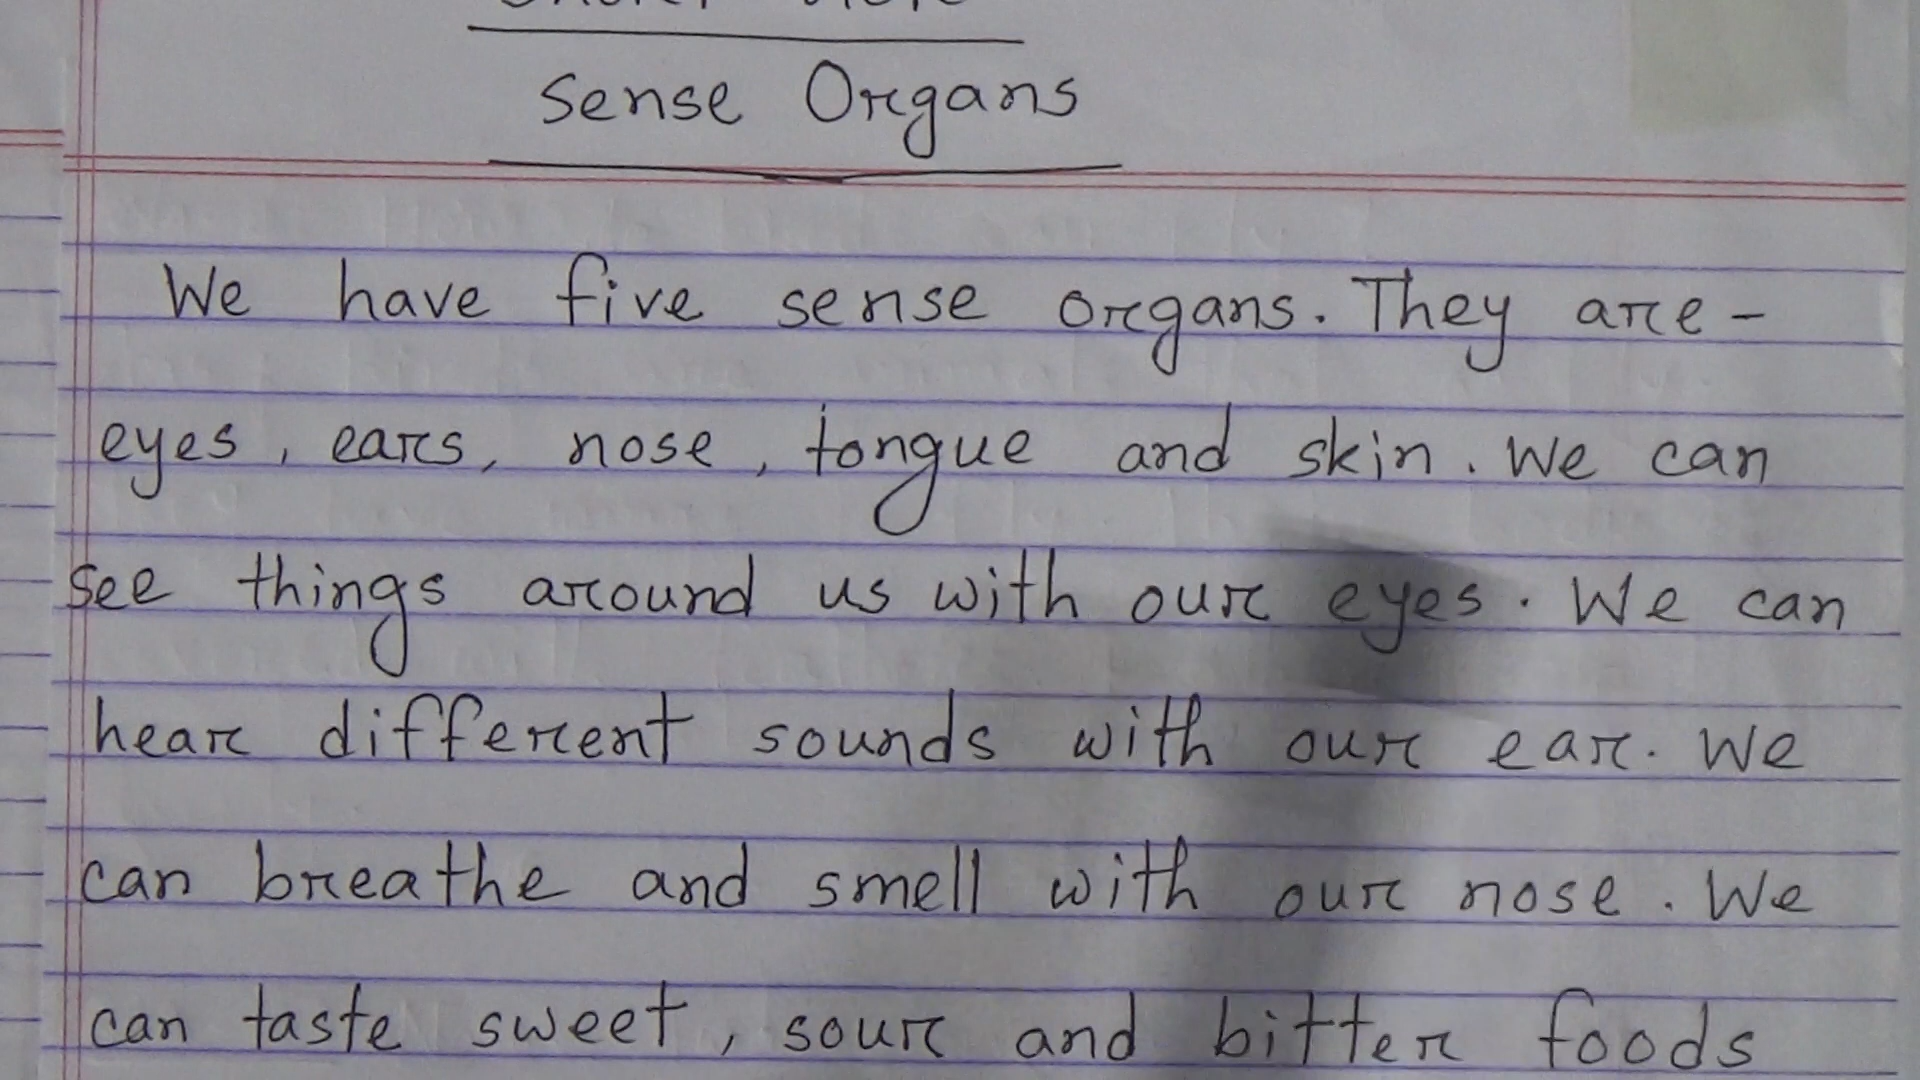 Sense Organs
We have five sense organs. They are -
eyes, ears, nose, tongue and skin. We can
see things around us with our eyes. We can
hear different sounds with our ear. We
can breathe and smell with our nose. We
can taste sweet, sour and bitter foods